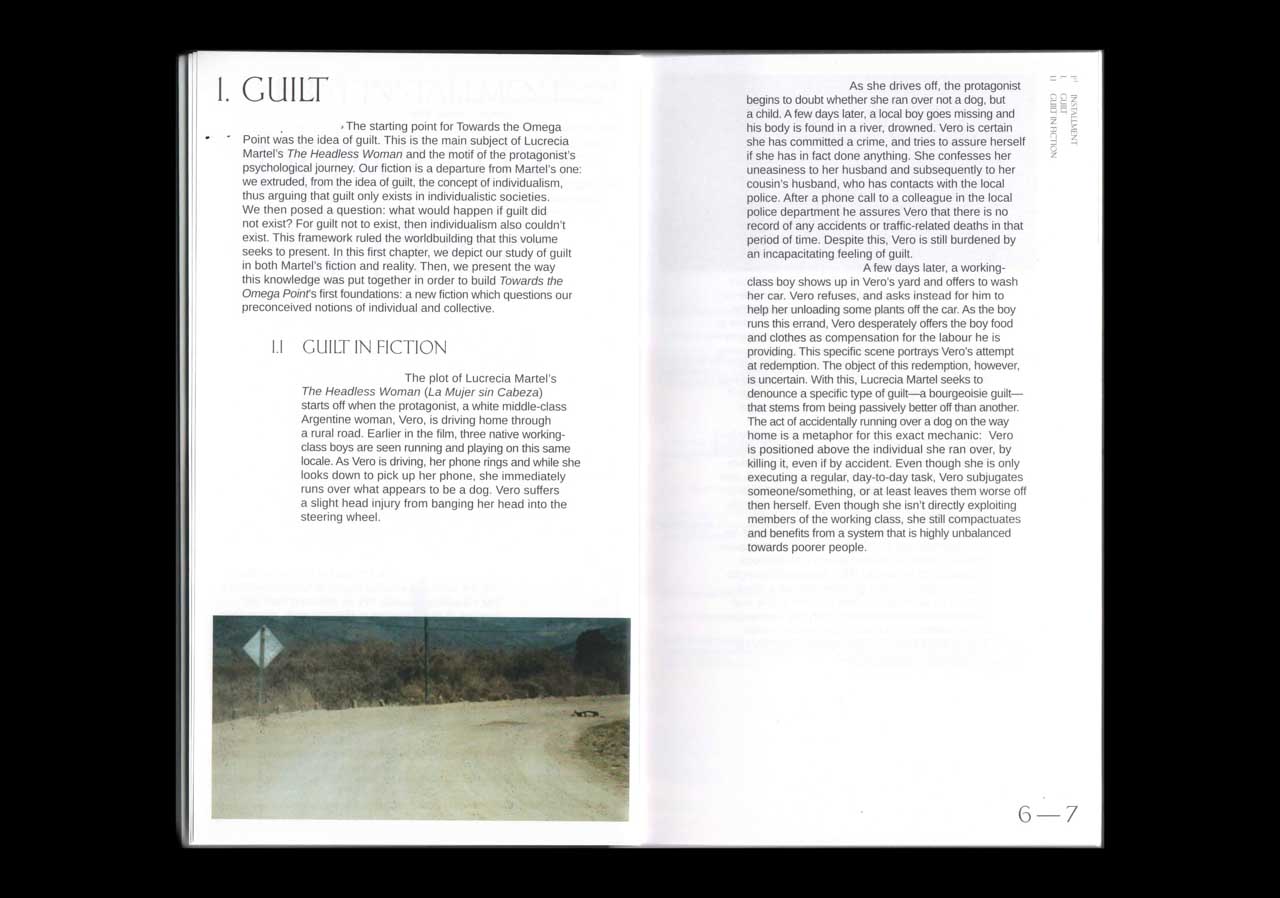 I. GUILT
The starting point for Towards the Omega
Point was the idea of guilt. This is the main subject of Lucrecia
Martel’s The Headless Woman and the motif of the protagonist’s
psychological journey. Our fiction is a departure from Martel’s one:
we extruded, from the idea of guilt, the concept of individualism,
thus arguing that guilt only exists in individualistic societies.
We then posed a question: what would happen if guilt did
not exist? For guilt not to exist, then individualism also couldn’t
exist. This framework ruled the worldbuilding that this volume
seeks to present. In this first chapter, we depict our study of guilt
in both Martel’s fiction and reality. Then, we present the way
this knowledge was put together in order to build Towards the
Omega Point’s first foundations: a new fiction which questions our
preconceived notions of individual and collective.
I.I GUILT IN FICTION
The plot of Lucrecia Martel’s
The Headless Woman (La Mujer sin Cabeza)
starts off when the protagonist, a white middle-class
Argentine woman, Vero, is driving home through
a rural road. Earlier in the film, three native working-
class boys are seen running and playing on this same
locale. As Vero is driving, her phone rings and while she
looks down to pick up her phone, she immediately
runs over what appears to be a dog. Vero suffers
a slight head injury from banging her head into the
steering wheel.
As she drives off, the protagonist
begins to doubt whether she ran over not a dog, but
a child. A few days later, a local boy goes missing and
his body is found in a river, drowned. Vero is certain
she has committed a crime, and tries to assure herself
if she has in fact done anything. She confesses her
uneasiness to her husband and subsequently to her
cousin’s husband, who has contacts with the local
police. After a phone call to a colleague in the local
police department he assures Vero that there is no
record of any accidents or traffic-related deaths in that
period of time. Despite this, Vero is still burdened by
an incapacitating feeling of guilt.
A few days later, a working-
class boy shows up in Vero’s yard and offers to wash
her car. Vero refuses, and asks instead for him to
help her unloading some plants off the car. As the boy
runs this errand, Vero desperately offers the boy food
and clothes as compensation for the labour he is
providing. This specific scene portrays Vero’s attempt
at redemption. The object of this redemption, however,
is uncertain. With this, Lucrecia Martel seeks to
denounce a specific type of guilt—a bourgeoisie guilt—
that stems from being passively better off than another.
The act of accidentally running over a dog on the way
home is a metaphor for this exact mechanic:  Vero
is positioned above the individual she ran over, by
killing it, even if by accident. Even though she is only
executing a regular, day-to-day task, Vero subjugates
someone/something, or at least leaves them worse off
then herself. Even though she isn’t directly exploiting
members of the working class, she still compactuates
and benefits from a system that is highly unbalanced
towards poorer people.
1st INSTALLMENT
I. GUILT
I.I GUILT IN FICTION
6 — 7